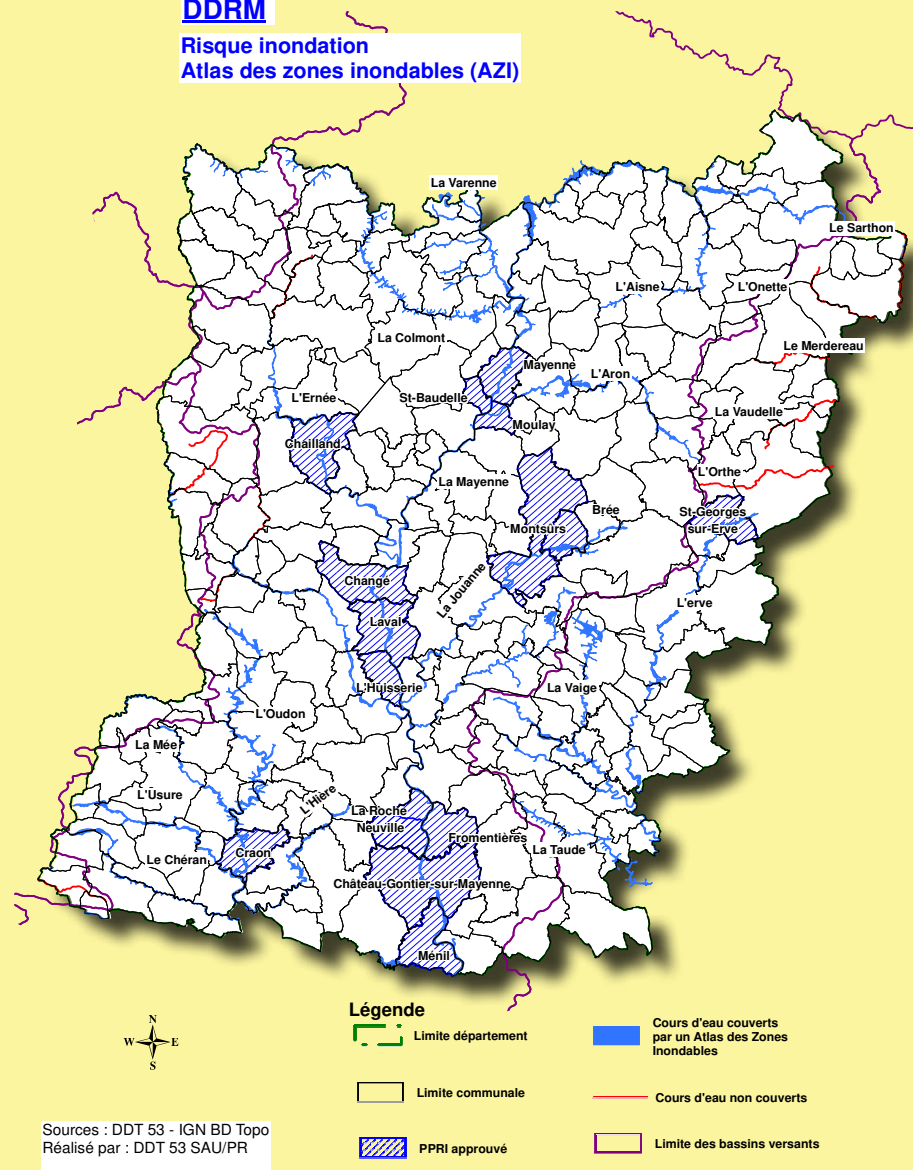 DDRM
Risque inondation
Atlas des zones inondables (AZI)
La Varenne
Le Sarthon
L'Aisne
L'Onette
La Colmont
Le Merdereau
Mayenne
L'Aron
L'Ernée
St-Baudelle
La Vaudelle
Moulay
Chailland
L'Orthe
La Mayenne
Brée
St-Georges
sur-Erve
Montsûrs
Changé
La Jouanne
L'erve
Laval
L'Huisserie
La Vaige
L'Oudon
La Mée
L'Usure
L'Hière
La Roche
Neuville
Fromentières
La Taude
Craon
Le Chéran
Château-Gontier-sur-Mayenne
Ménil
N
W E
S
Légende
Limite département
Cours d'eau couverts
par un Atlas des Zones
Inondables
Limite communale
Cours d'eau non couverts
PPRI approuvé
Limite des bassins versants
Sources : DDT 53 - IGN BD Topo
Réalisé par : DDT 53 SAU/PR